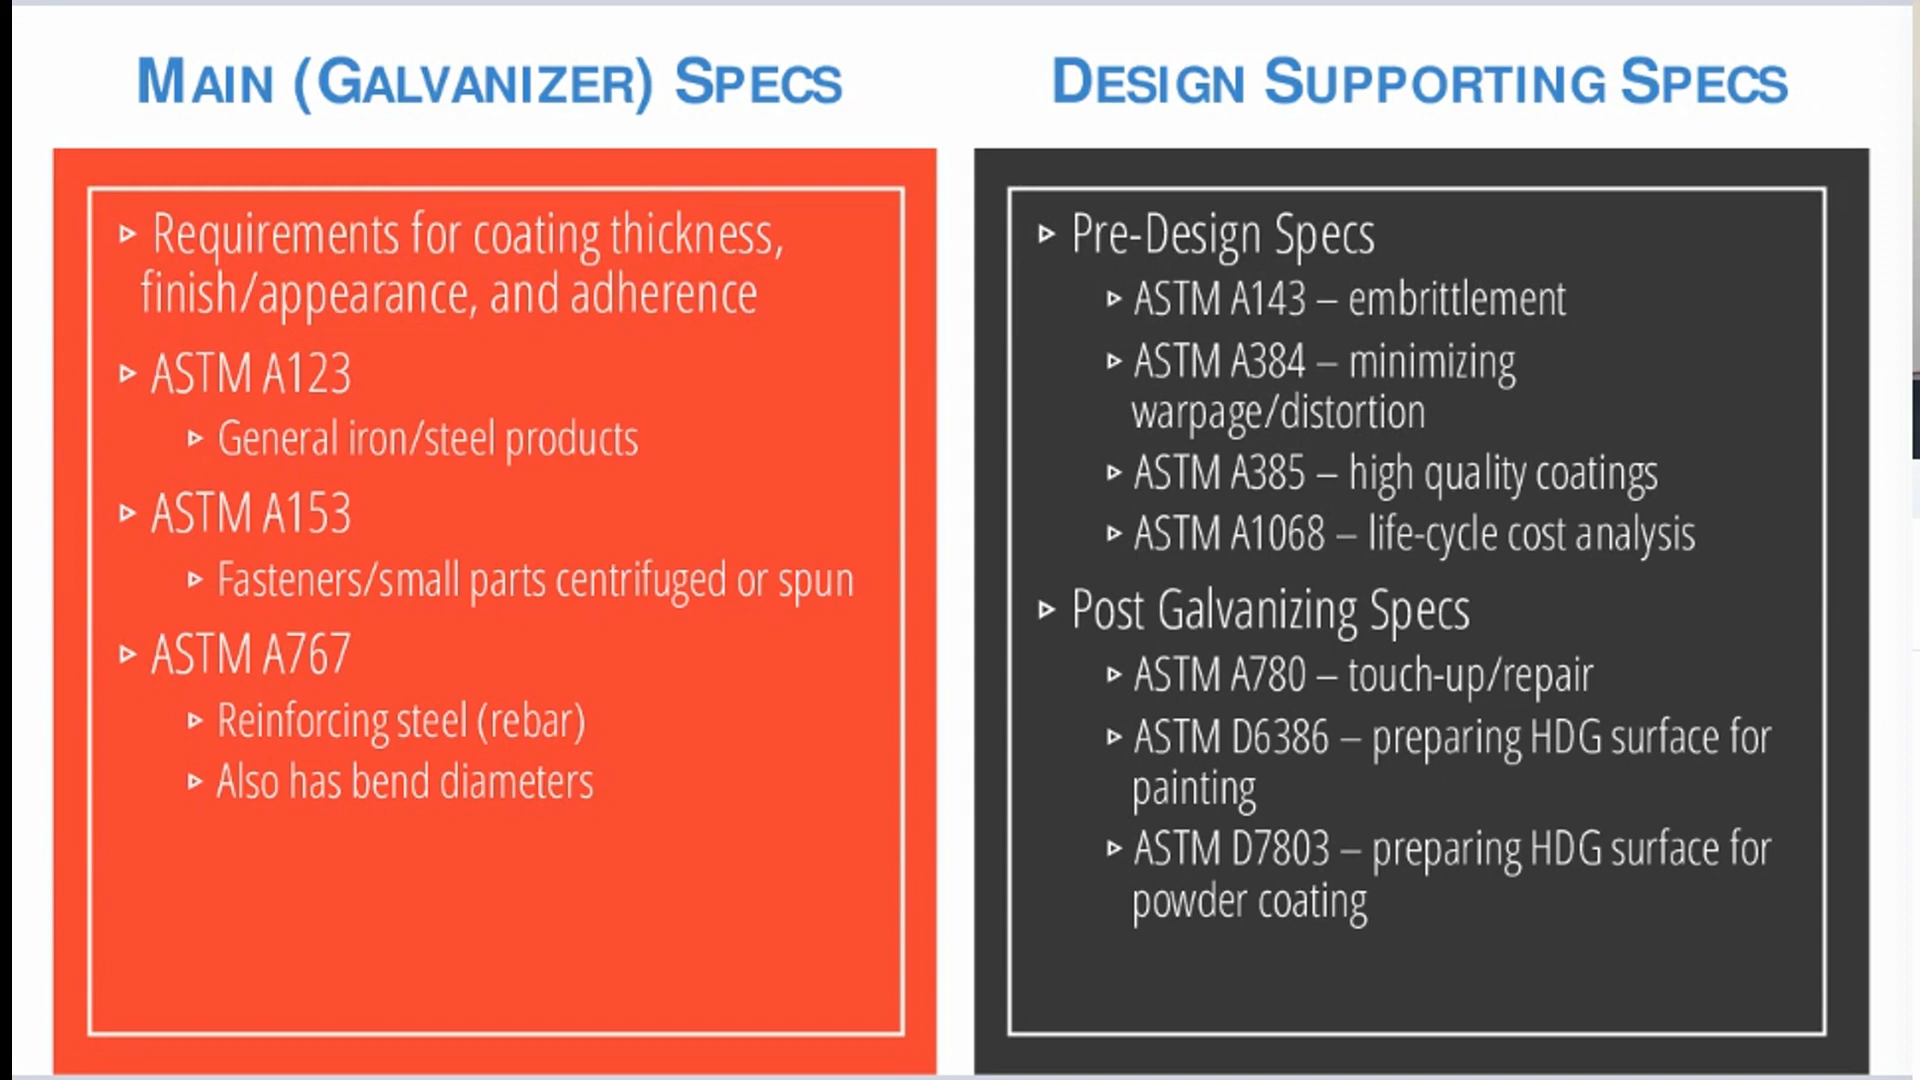 MAIN (GALVANIZER) SPECS
Requirements for coating thickness,
finish/appearance, and adherence
ASTM A123
General iron/steel products
ASTM A153
Fasteners/small parts centrifuged or spun
ASTM A767
Reinforcing steel (rebar)
Also has bend diameters
DESIGN SUPPORTING SPECS
Pre-Design Specs
ASTM A143 – embrittlement
ASTM A384 – minimizing
warpage/distortion
ASTM A385 – high quality coatings
ASTM A1068 – life-cycle cost analysis
Post Galvanizing Specs
ASTM A780 – touch-up/repair
ASTM D6386 – preparing HDG surface for
painting
ASTM D7803 – preparing HDG surface for
powder coating